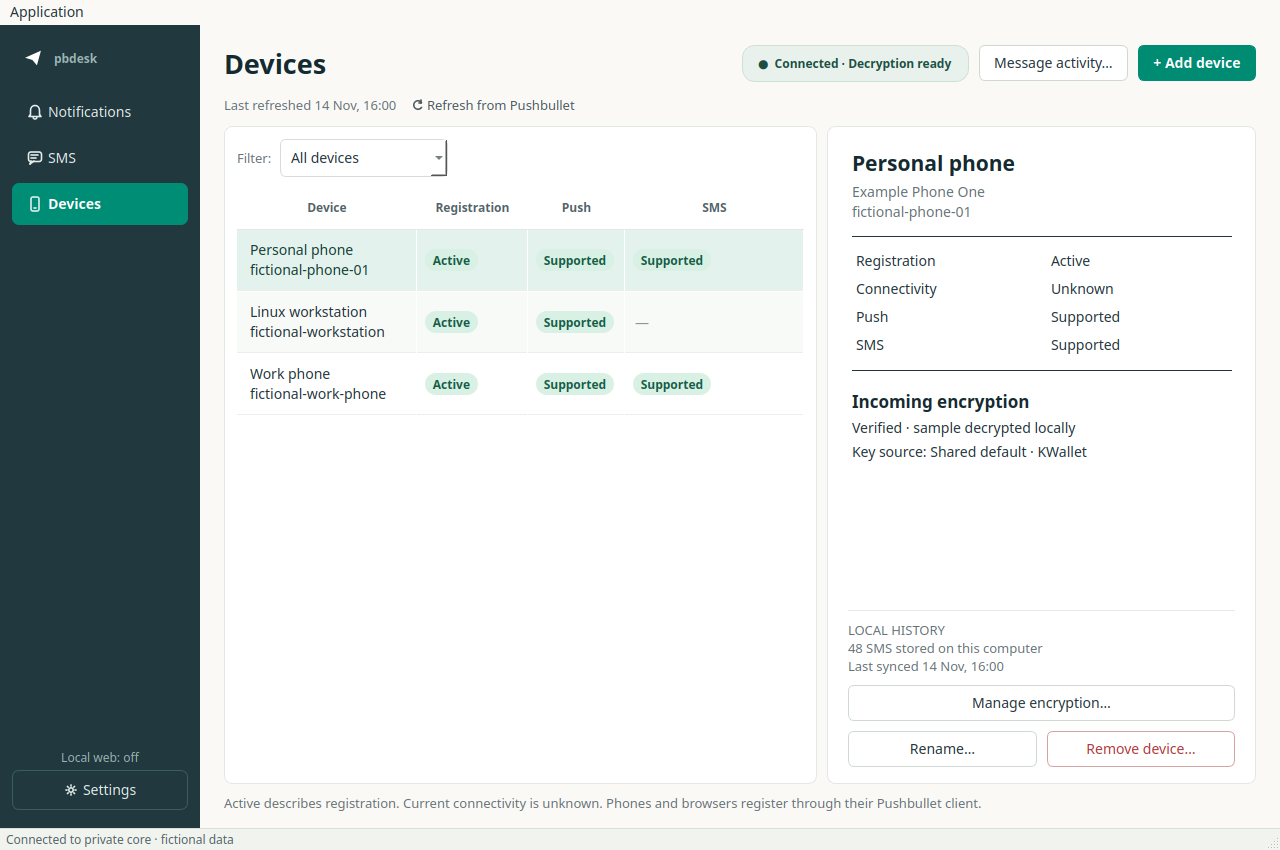 Application
pbdesk
Notifications
SMS
Devices
Local web: off
Settings
Devices
● Connected · Decryption ready
Message activity...
+ Add device
Last refreshed 14 Nov, 16:00
Refresh from Pushbullet
Filter:
All devices
Device Registration Push SMS
Personal phone
fictional-phone-01
Active Supported Supported
Linux workstation
fictional-workstation
Active Supported —
Work phone
fictional-work-phone
Active Supported Supported
Personal phone
Example Phone One
fictional-phone-01
Registration Active
Connectivity Unknown
Push Supported
SMS Supported
Incoming encryption
Verified · sample decrypted locally
Key source: Shared default · KWallet
LOCAL HISTORY
48 SMS stored on this computer
Last synced 14 Nov, 16:00
Manage encryption...
Rename...
Remove device...
Active describes registration. Current connectivity is unknown. Phones and browsers register through their Pushbullet client.
Connected to private core · fictional data